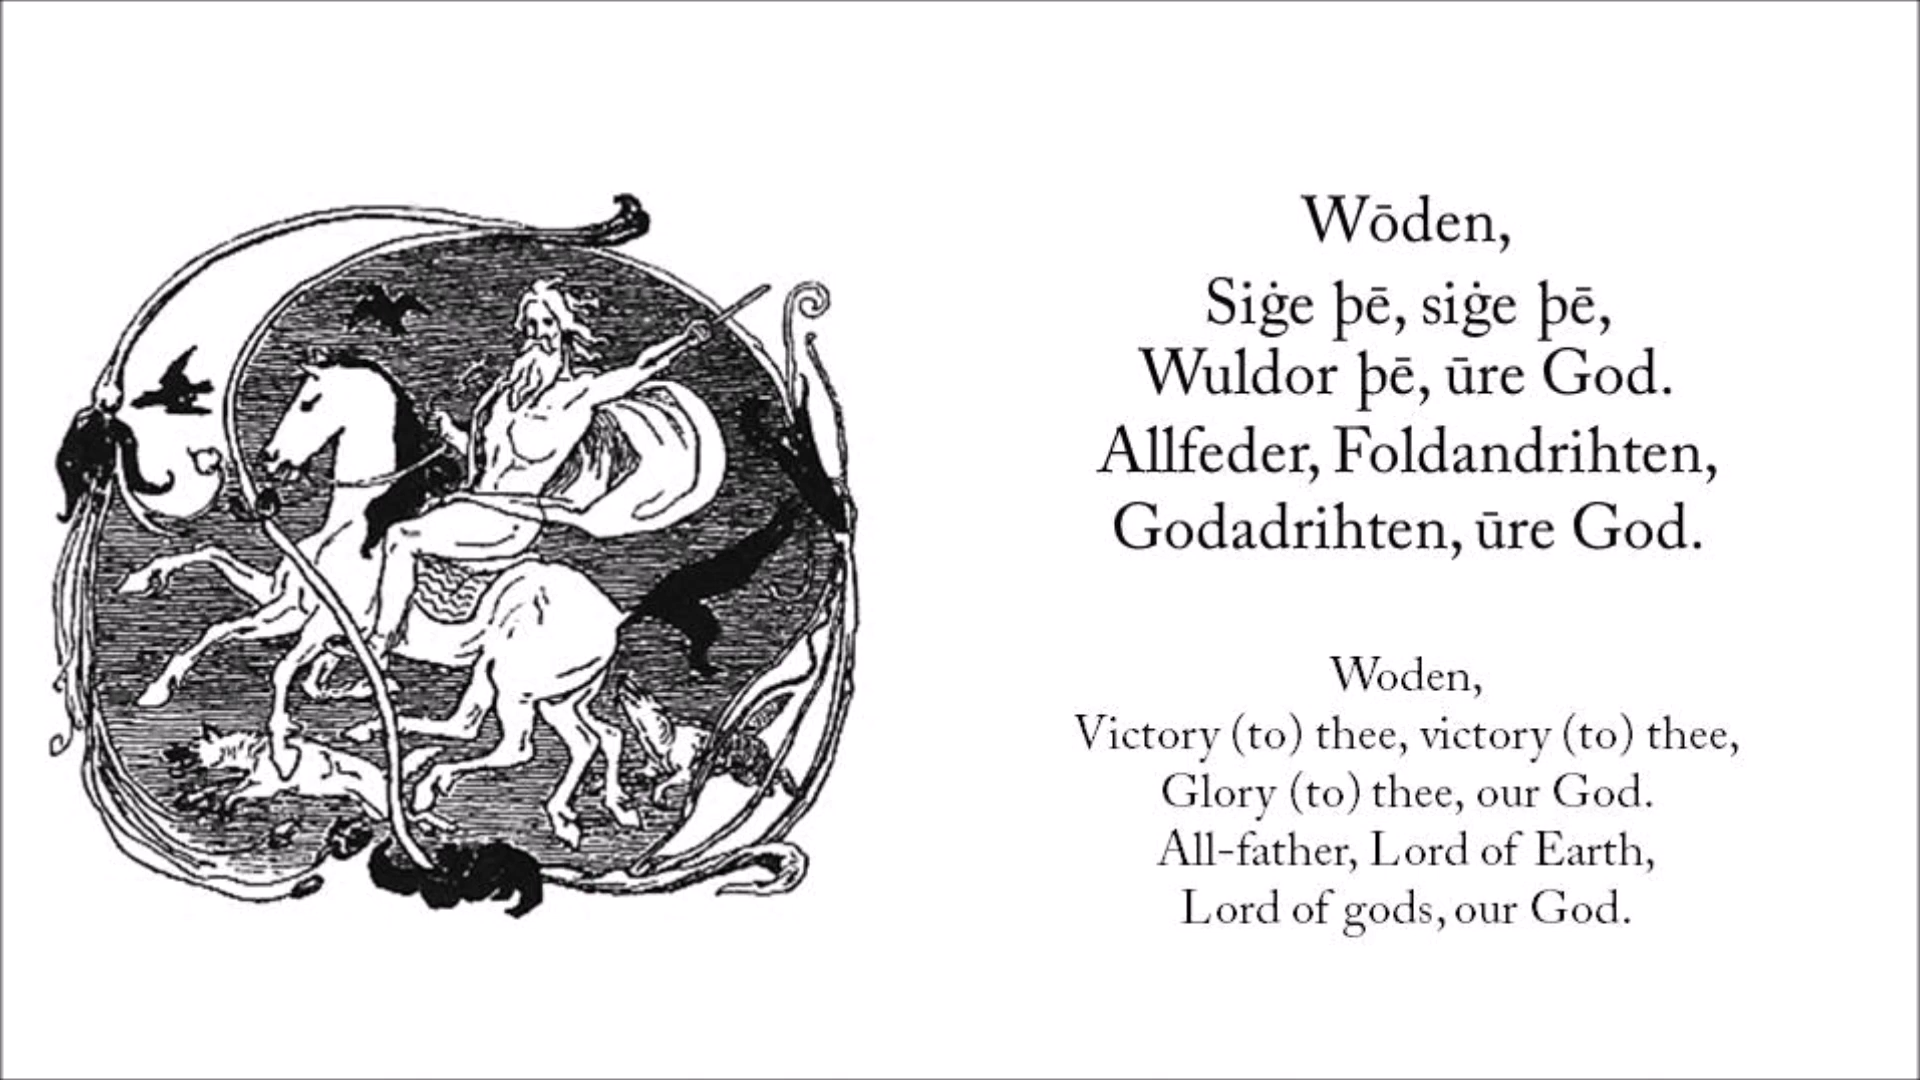 Wōden,
Siġe þē, siġe þē,
Wuldor þē, ūre God.
Allfeder, Foldandrihten,
Godadrihten, ūre God.
Woden,
Victory (to) thee, victory (to) thee,
Glory (to) thee, our God.
All-father, Lord of Earth,
Lord of gods, our God.